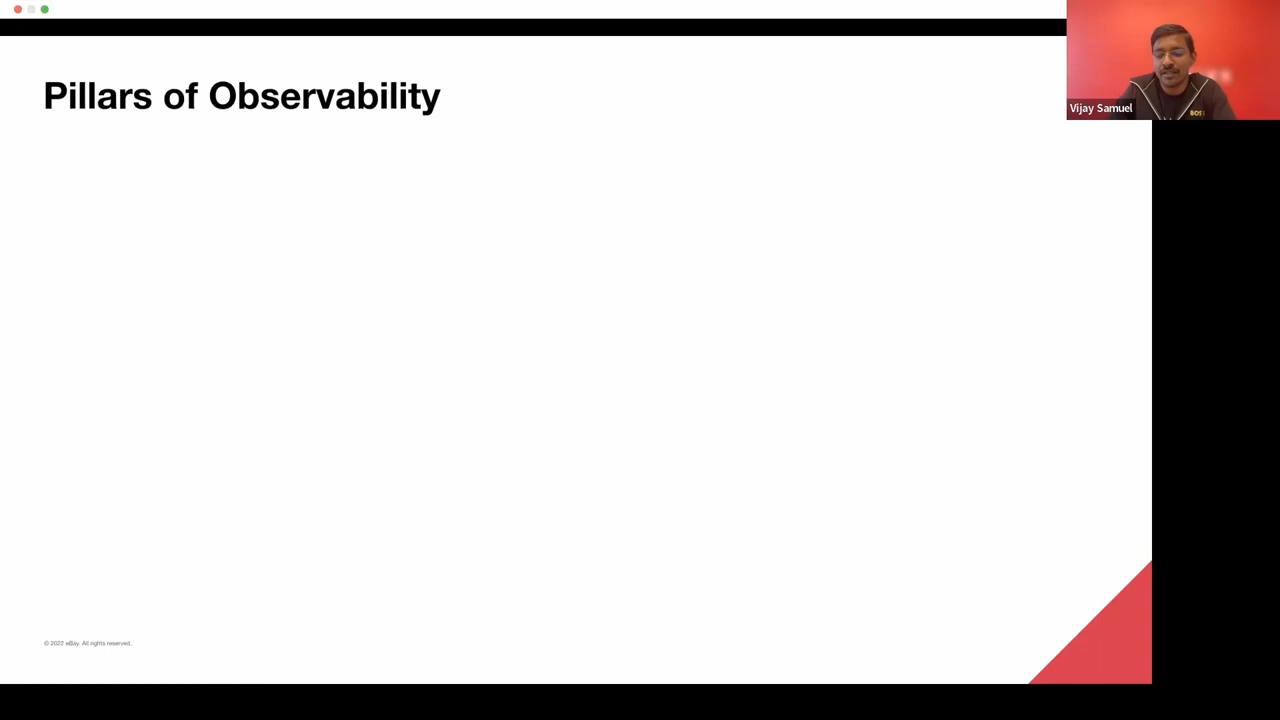 Pillars of Observability
Vijay Samuel
© 2022 eBay. All rights reserved.